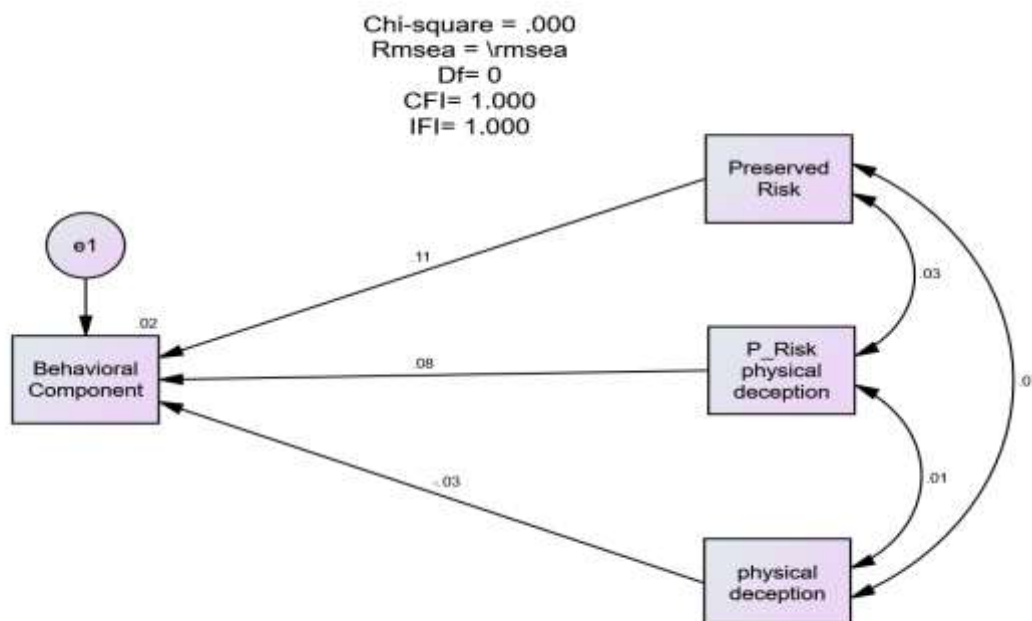 Chi-square = .000
Rmsea = \rmsea
Df= 0
CFI= 1.000
IFI= 1.000
Preserved
Risk
e1
.11
.03
.02
Behavioral
Component
P_Risk
physical
deception
.08
.0
.01
-.03
physical
deception